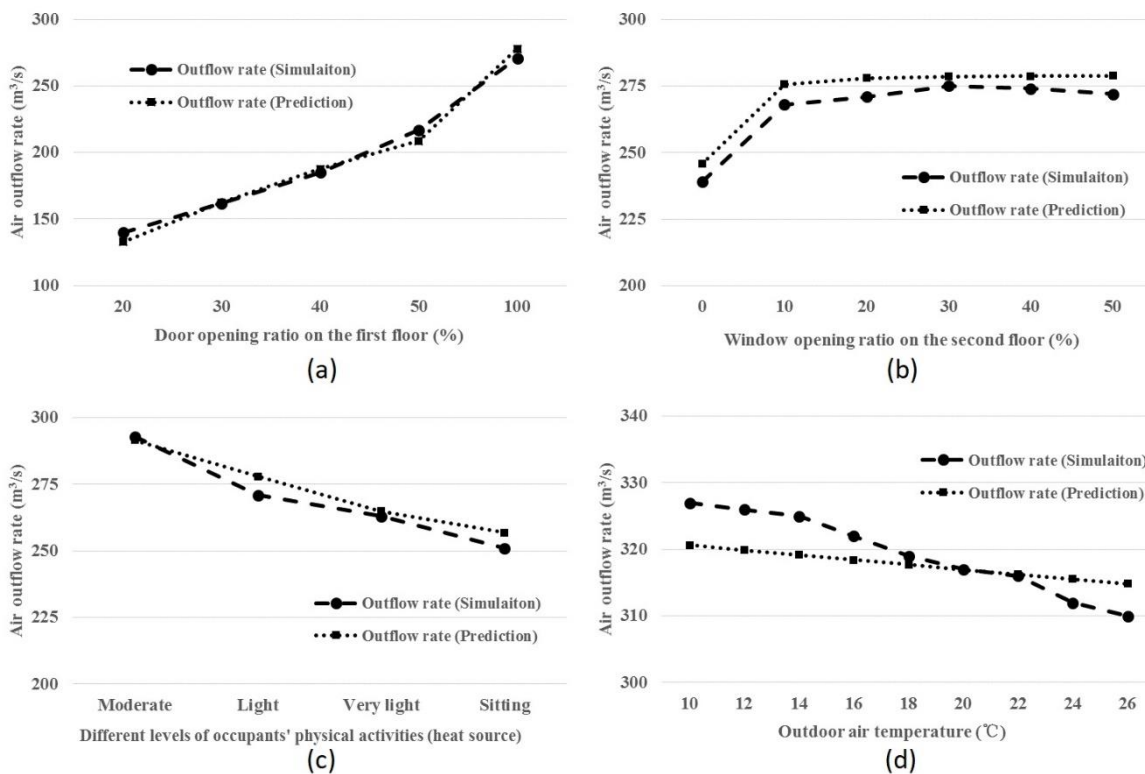 300
250
200
150
100
Air outflow rate (m³/s)
Outflow rate (Simulaiton)
Outflow rate (Prediction)
20 30 40 50 100
Door opening ratio on the first floor (%)
(a)
300
275
250
225
200
Air outflow rate (m³/s)
Outflow rate (Simulaiton)
Outflow rate (Prediction)
0 10 20 30 40 50
Window opening ratio on the second floor (%)
(b)
300
275
250
225
200
Air outflow rate (m³/s)
Outflow rate (Simulaiton)
Outflow rate (Prediction)
Moderate Light Very light Sitting
Different levels of occupants' physical activities (heat source)
(c)
340
330
320
310
300
Air outflow rate (m³/s)
Outflow rate (Simulaiton)
Outflow rate (Prediction)
10 12 14 16 18 20 22 24 26
Outdoor air temperature (℃)
(d)